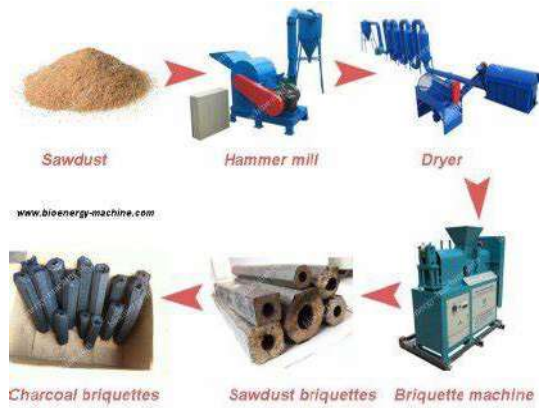 Sawdust
Hammer mill
Dryer
www.bioenergy-machine.com
Charcoal briquettes
Sawdust briquettes
Briquette machine